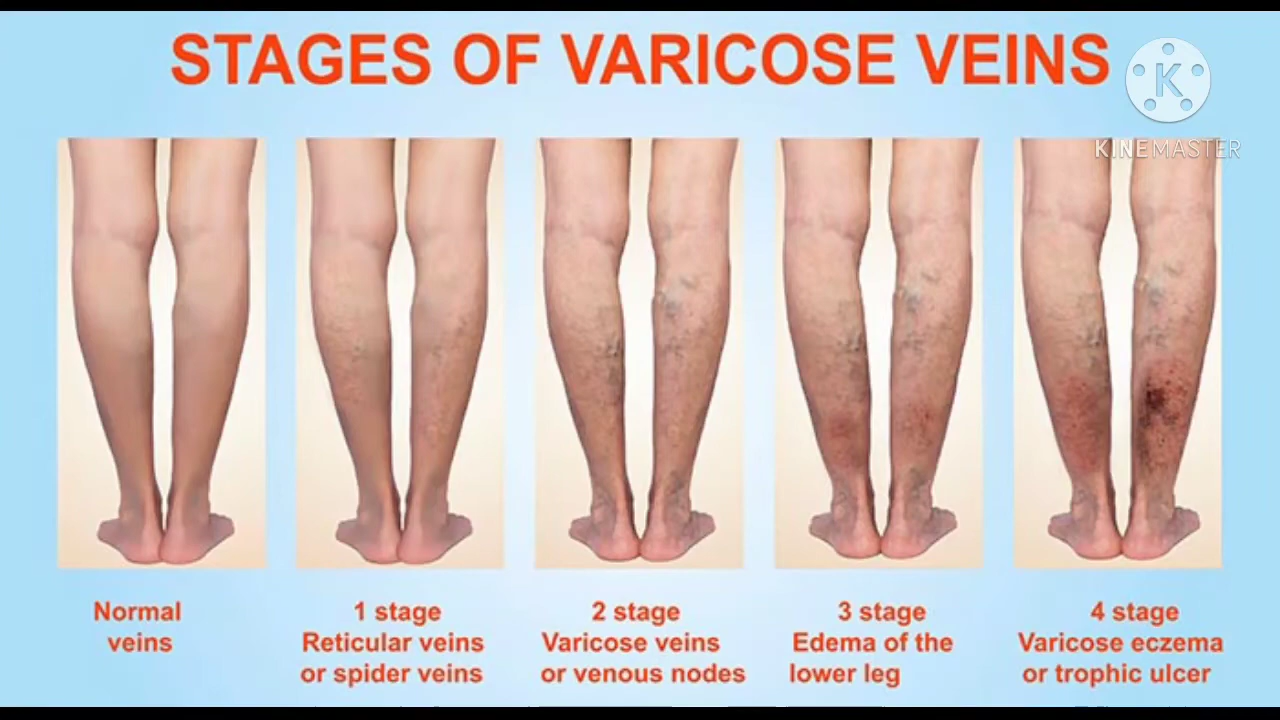 STAGES OF VARICOSE VEINS
K
KINEMASTER
Normal
veins
1 stage
Reticular veins
or spider veins
2 stage
Varicose veins
or venous nodes
3 stage
Edema of the
lower leg
4 stage
Varicose eczema
or trophic ulcer